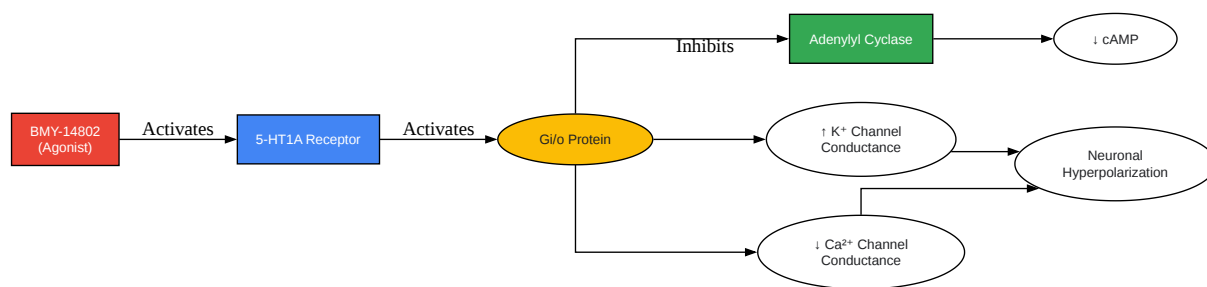 BMY-14802
(Agonist)
Activates
5-HT1A Receptor
Activates
Gi/o Protein
Inhibits
Adenylyl Cyclase
↓ cAMP
↑ K⁺ Channel
Conductance
Neuronal
Hyperpolarization
↓ Ca²⁺ Channel
Conductance